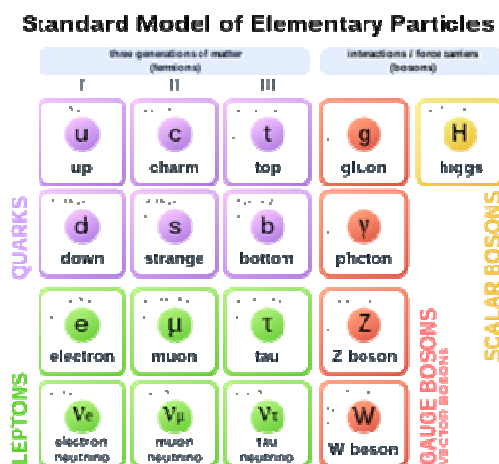 Standard Model of Elementary Particles
three generations of matter
(fermions)
interactions / force carriers
(bosons)
I II III
u c t g H
up charm top gluon higgs
d s b γ
down strange bottom photon
QUARKS
e μ τ Z
electron muon tau Z boson
νe νμ ντ W
electron neutrino muon neutrino tau neutrino W boson
LEPTONS
GAUGE BOSONS
VECTOR BOSONS
SCALAR BOSONS